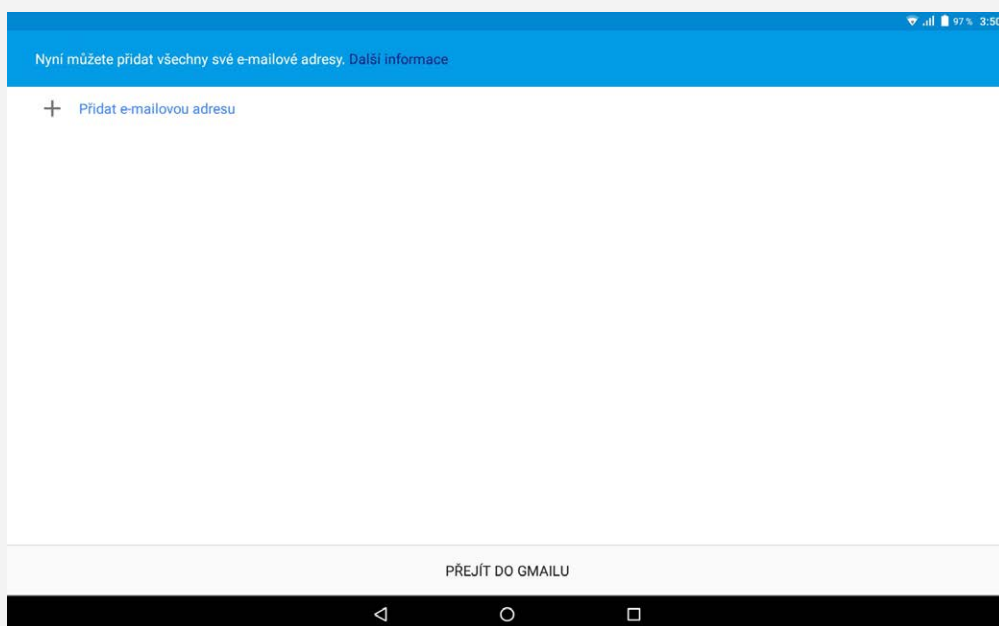 97 % 3:50
Nyní můžete přidat všechny své e-mailové adresy. Další informace
Přidat e-mailovou adresu
PŘEJÍT DO GMAILU